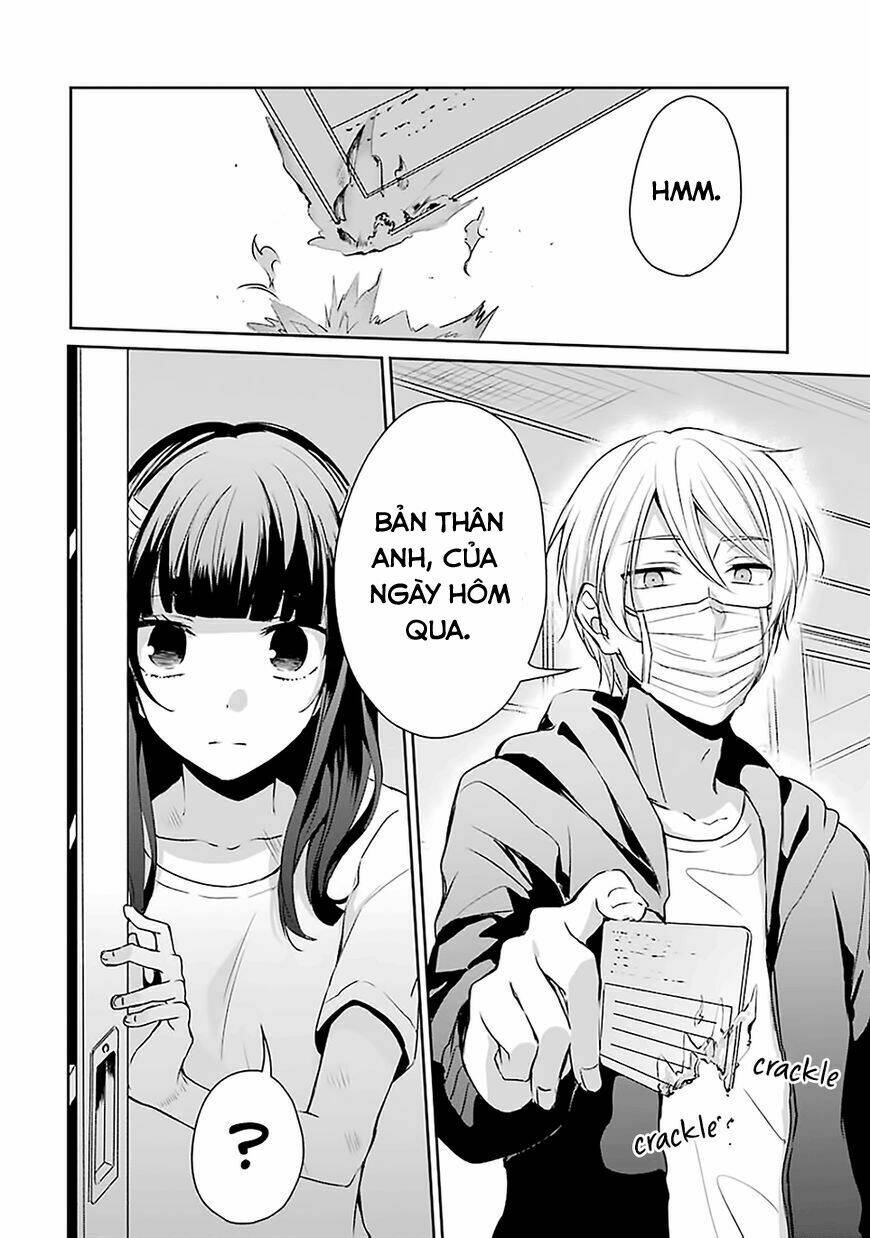 HMM.
BẢN THÂN
ANH, CỦA
NGÀY HÔM
QUA.
crackle
crackle
?